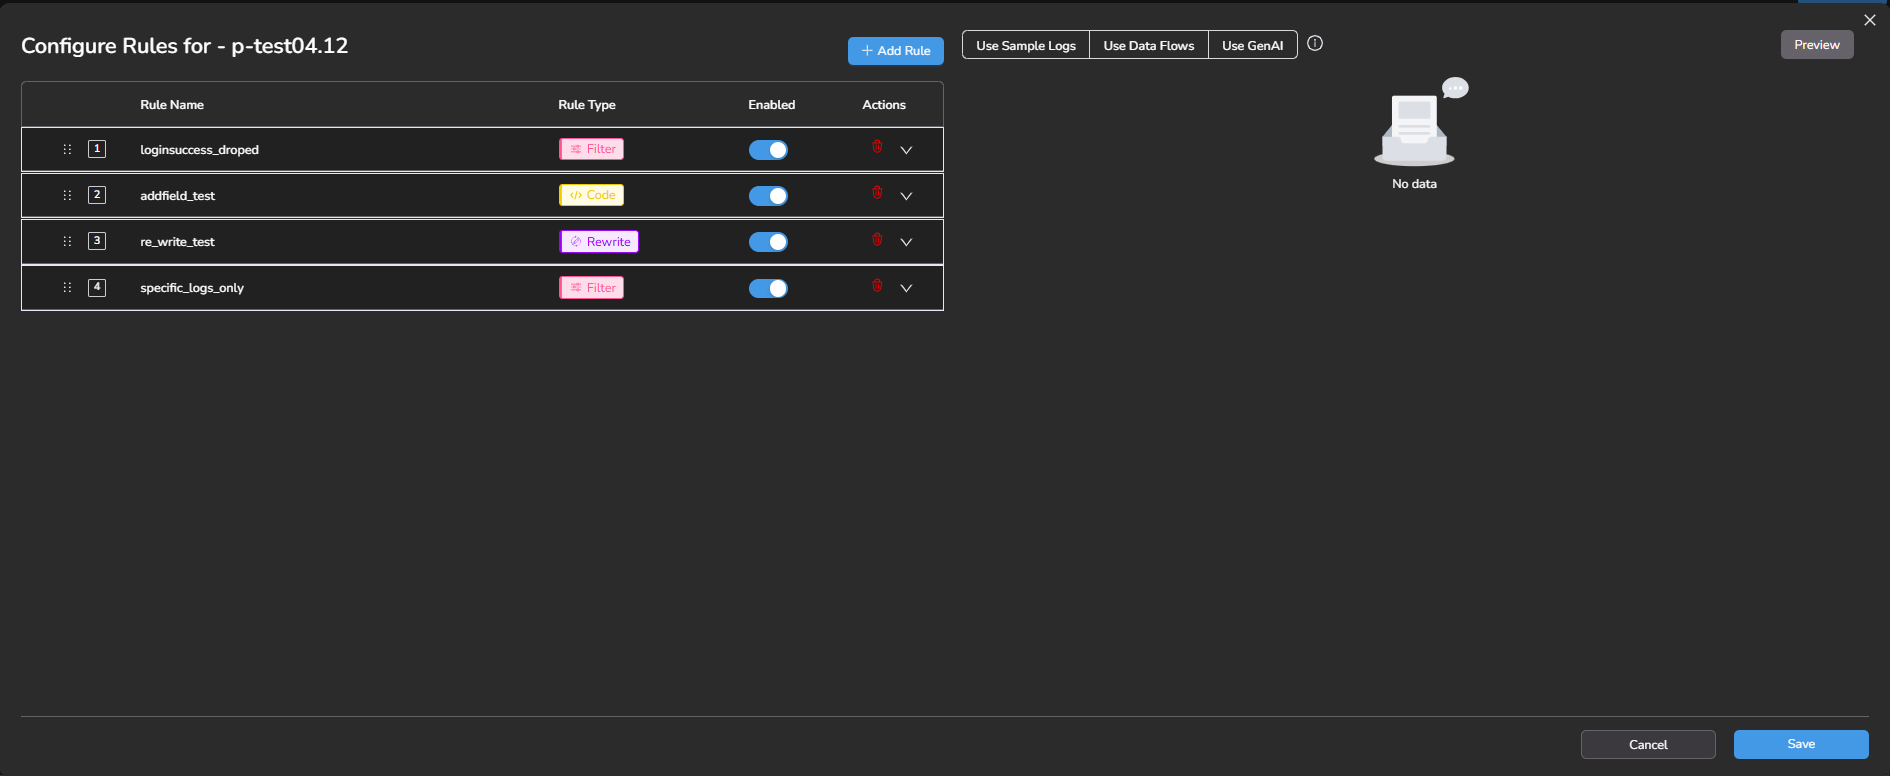 Configure Rules for - p-test04.12
+ Add Rule
Use Sample Logs Use Data Flows Use GenAI
Preview
Rule Name Rule Type Enabled Actions
1 loginsuccess_droped Filter
2 addfield_test </> Code
3 re_write_test Rewrite
4 specific_logs_only Filter
No data
Cancel Save